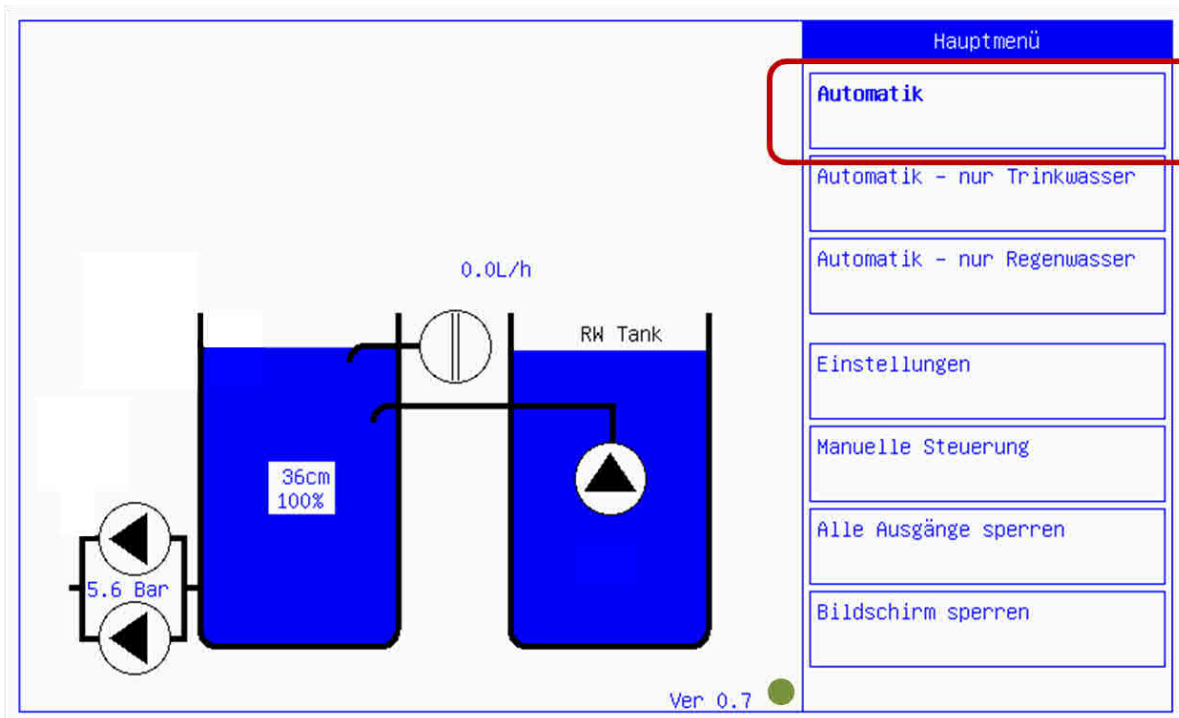 Hauptmenü
Automatik
Automatik - nur Trinkwasser
Automatik - nur Regenwasser
Einstellungen
Manuelle Steuerung
Alle Ausgänge sperren
Bildschirm sperren
0.0L/h
RW Tank
36cm
100%
5.6 Bar
Ver 0.7